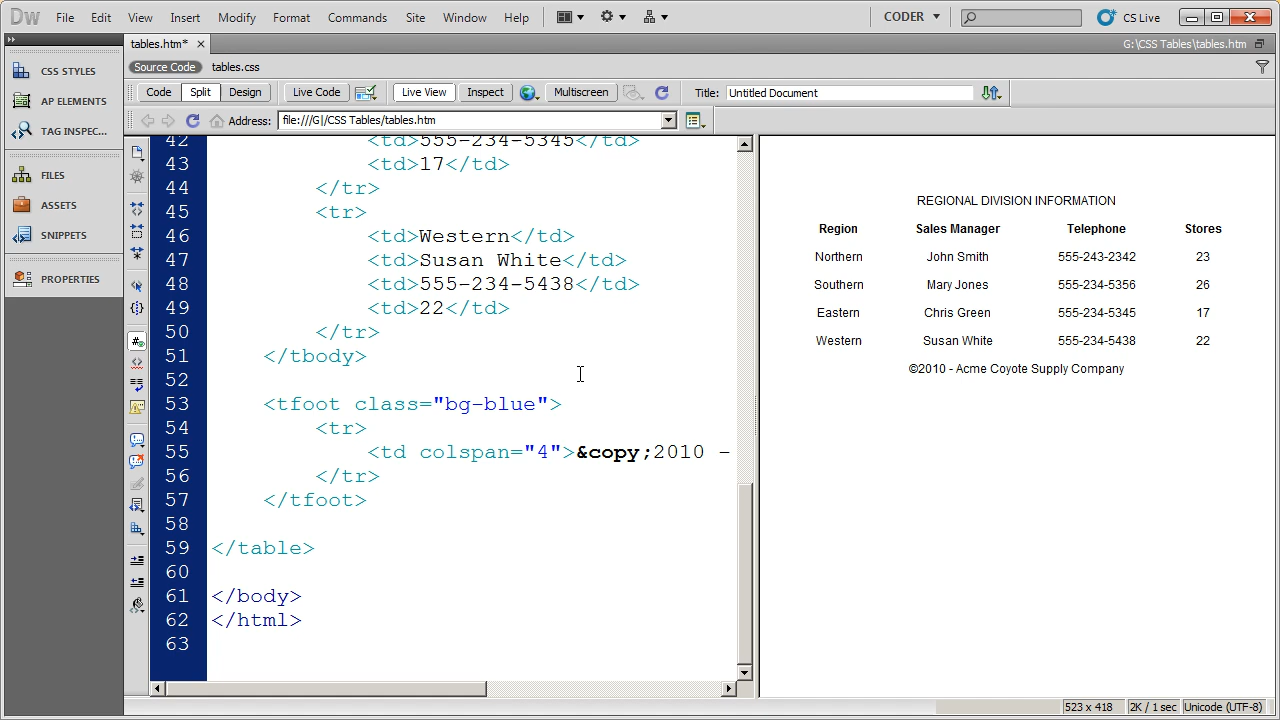 Dw File Edit View Insert Modify Format Commands Site Window Help CODER CS Live
tables.htm* G:\CSS Tables\tables.htm
Source Code tables.css
Code Split Design Live Code Live View Inspect Multiscreen Title: Untitled Document
Address: file:///G|/CSS Tables/tables.htm
CSS STYLES
AP ELEMENTS
TAG INSPEC...
FILES
ASSETS
SNIPPETS
PROPERTIES
42 <td>555-234-5345</td>
43 <td>17</td>
44 </tr>
45 <tr>
46 <td>Western</td>
47 <td>Susan White</td>
48 <td>555-234-5438</td>
49 <td>22</td>
50 </tr>
51 </tbody>
52
53 <tfoot class="bg-blue">
54 <tr>
55 <td colspan="4">&copy;2010 -
56 </tr>
57 </tfoot>
58
59 </table>
60
61 </body>
62 </html>
63
REGIONAL DIVISION INFORMATION
Region Sales Manager Telephone Stores
Northern John Smith 555-243-2342 23
Southern Mary Jones 555-234-5356 26
Eastern Chris Green 555-234-5345 17
Western Susan White 555-234-5438 22
©2010 - Acme Coyote Supply Company
523 x 418 2K / 1 sec Unicode (UTF-8)